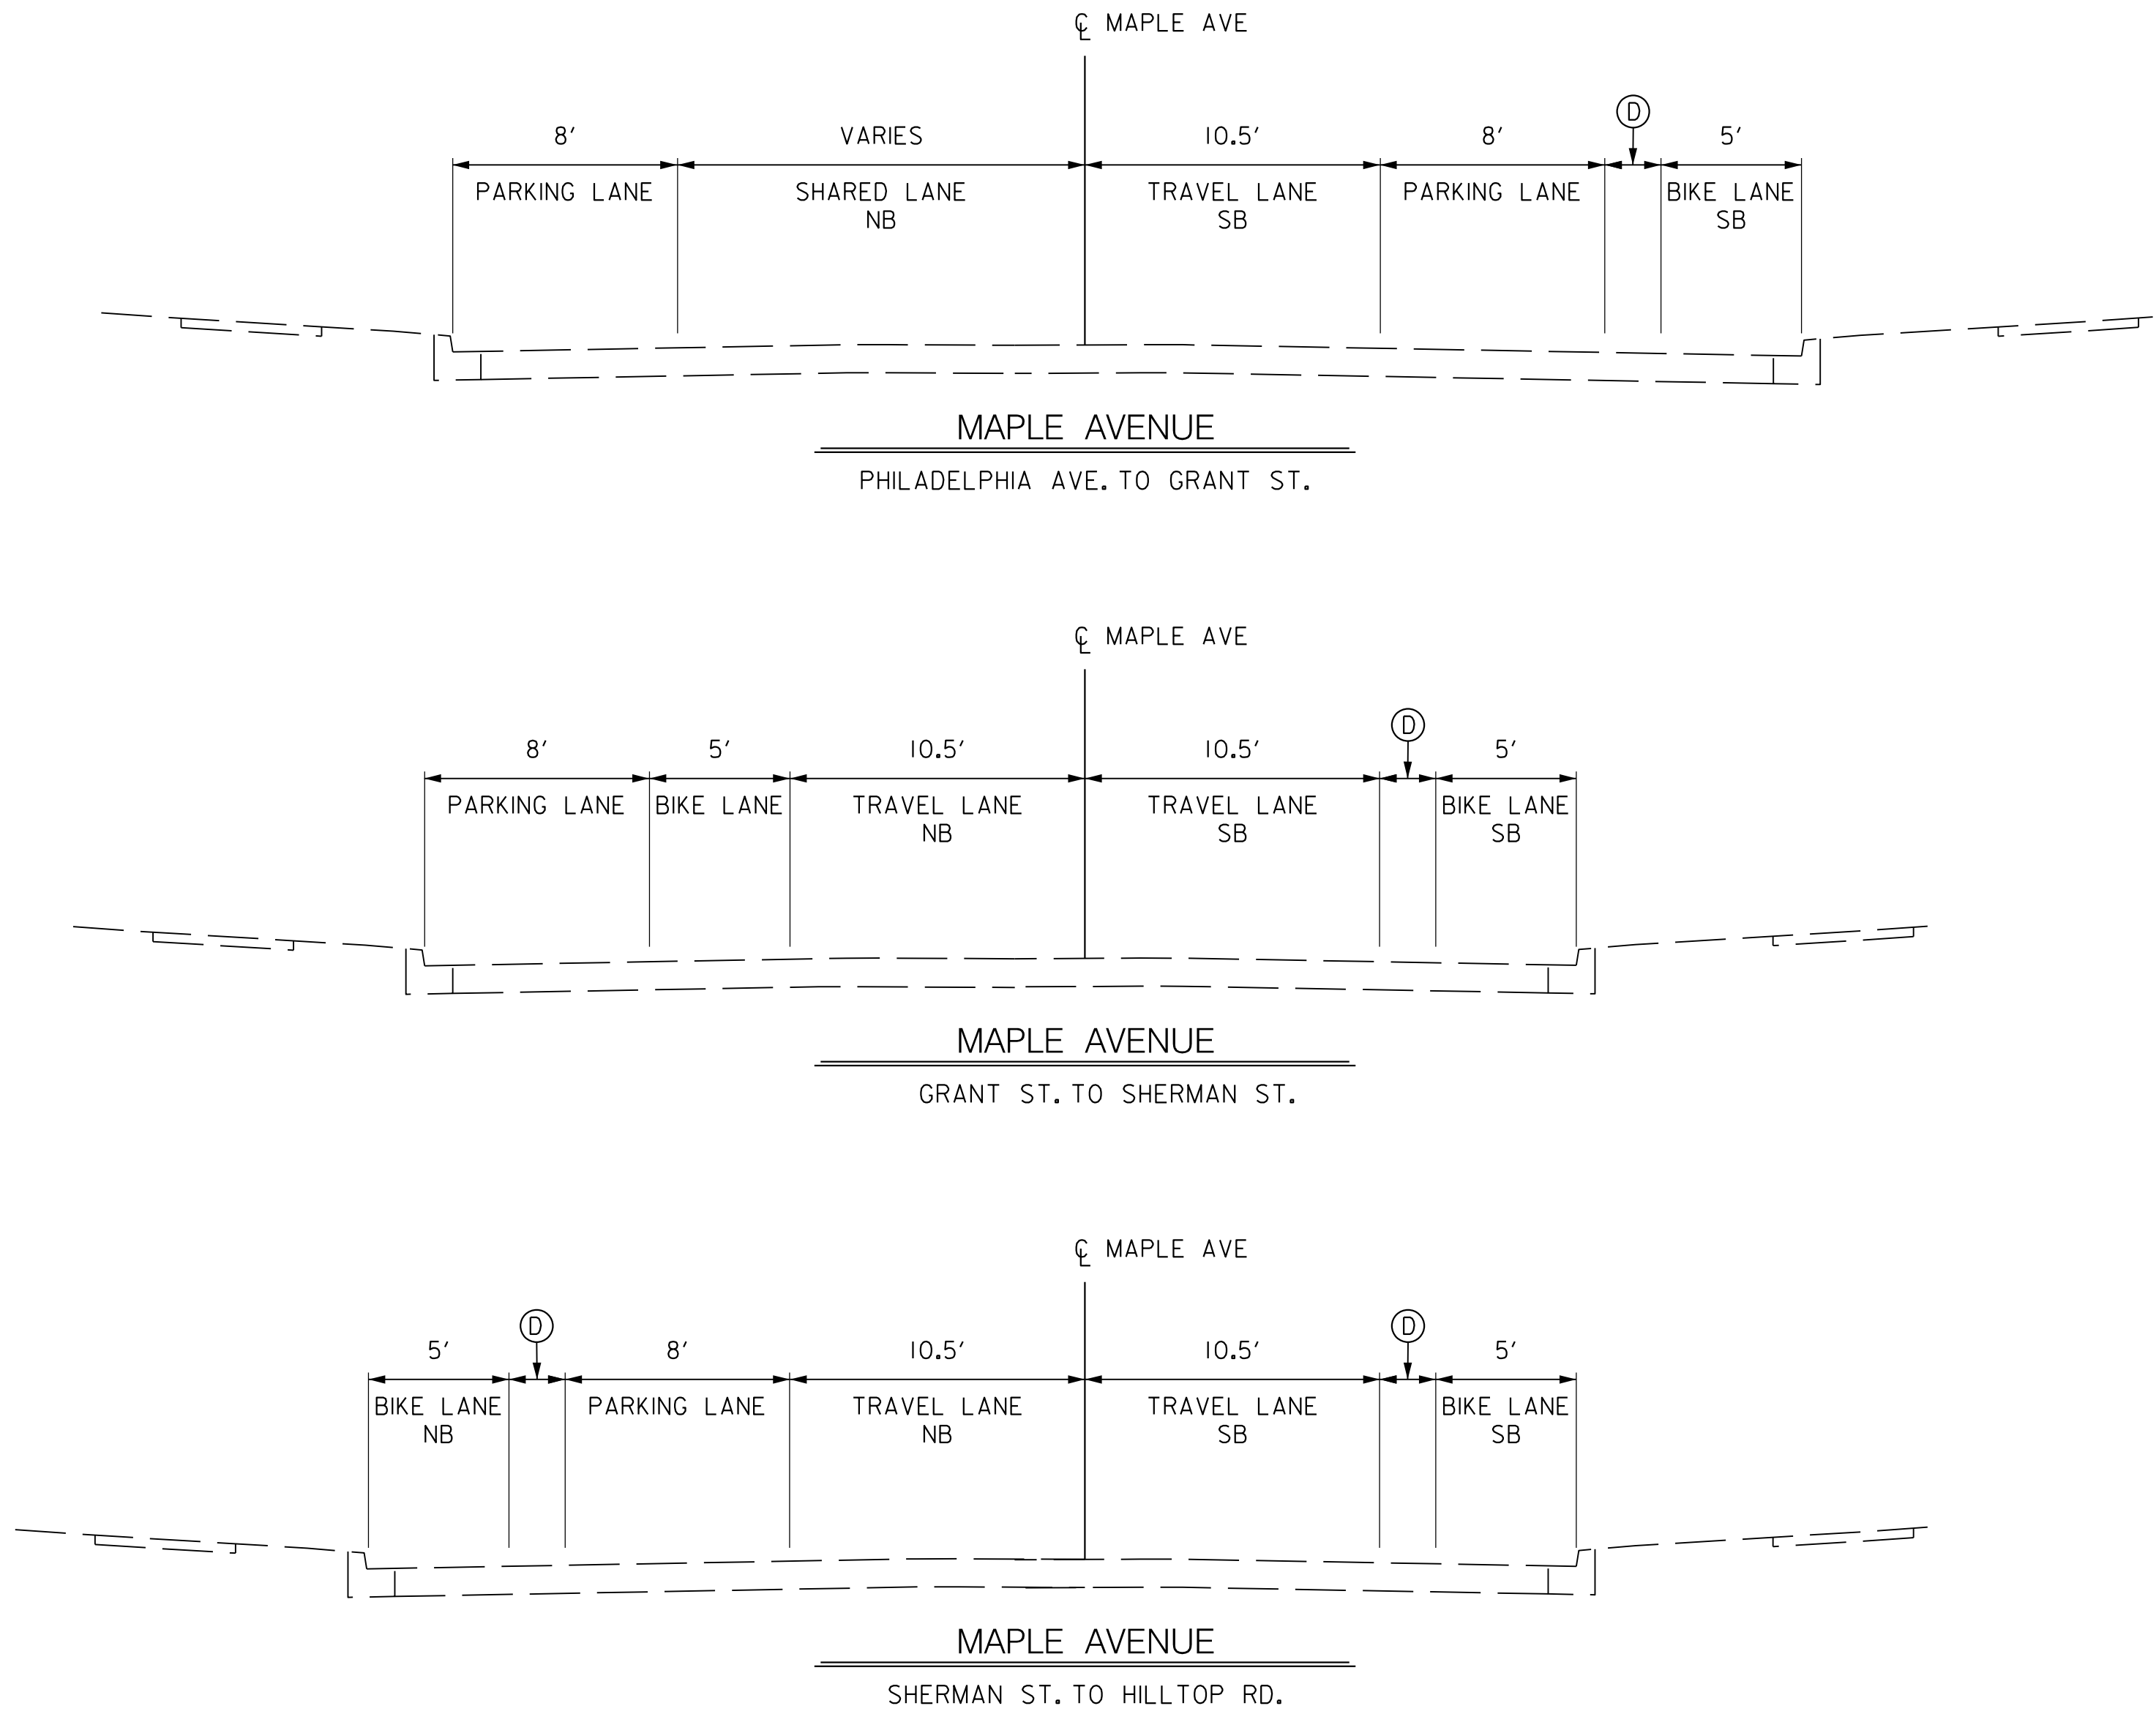 ℄ MAPLE AVE
D
8' VARIES 10.5' 8' 5'
PARKING LANE SHARED LANE TRAVEL LANE PARKING LANE BIKE LANE
NB SB SB
MAPLE AVENUE
PHILADELPHIA AVE. TO GRANT ST.
℄ MAPLE AVE
D
8' 5' 10.5' 10.5' 5'
PARKING LANE BIKE LANE TRAVEL LANE TRAVEL LANE BIKE LANE
NB SB SB
MAPLE AVENUE
GRANT ST. TO SHERMAN ST.
℄ MAPLE AVE
D D
5' 8' 10.5' 10.5' 5'
BIKE LANE PARKING LANE TRAVEL LANE TRAVEL LANE BIKE LANE
NB NB SB SB
MAPLE AVENUE
SHERMAN ST. TO HILLTOP RD.